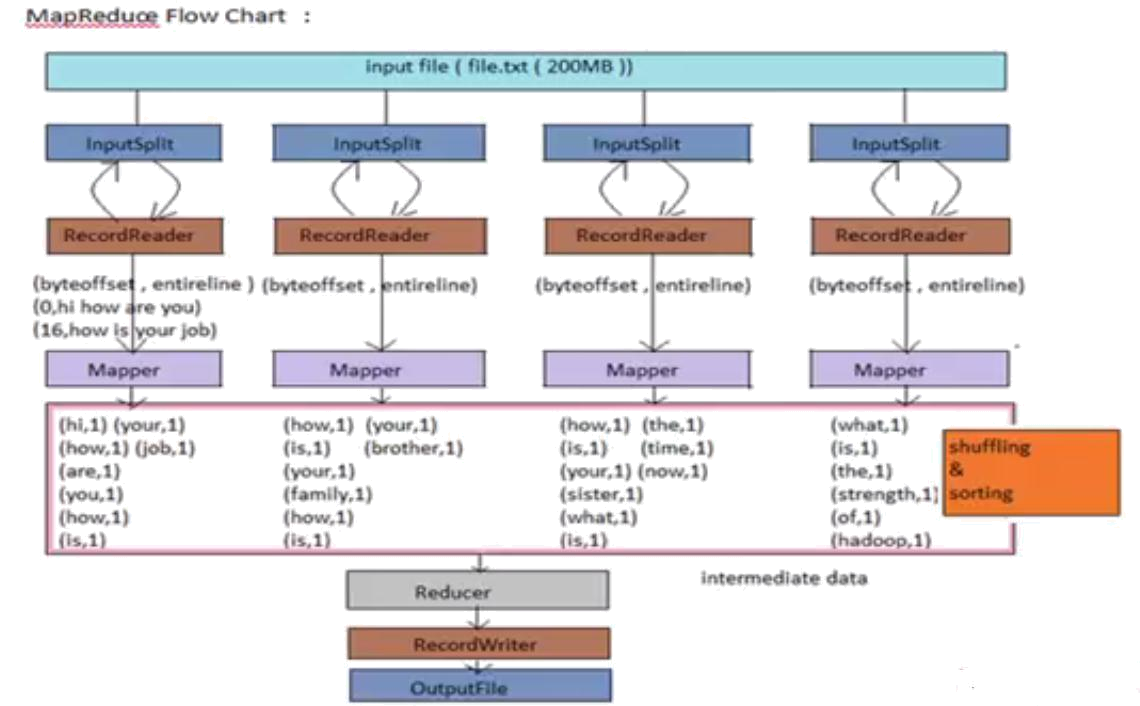 MapReduce Flow Chart :
input file ( file.txt ( 200MB ))
InputSplit
InputSplit
InputSplit
InputSplit
RecordReader
RecordReader
RecordReader
RecordReader
(byteoffset , entireline )
(0,hi how are you)
(16,how is your job)
(byteoffset , entireline)
(byteoffset , entireline)
(byteoffset , entireline)
Mapper
Mapper
Mapper
Mapper
(hi,1) (your,1)
(how,1) (job,1)
(are,1)
(you,1)
(how,1)
(is,1)
(how,1) (your,1)
(is,1) (brother,1)
(your,1)
(family,1)
(how,1)
(is,1)
(how,1) (the,1)
(is,1) (time,1)
(your,1) (now,1)
(sister,1)
(what,1)
(is,1)
(what,1)
(is,1)
(the,1)
(strength,1)
(of,1)
(hadoop,1)
shuffling
&
sorting
intermediate data
Reducer
RecordWriter
OutputFile